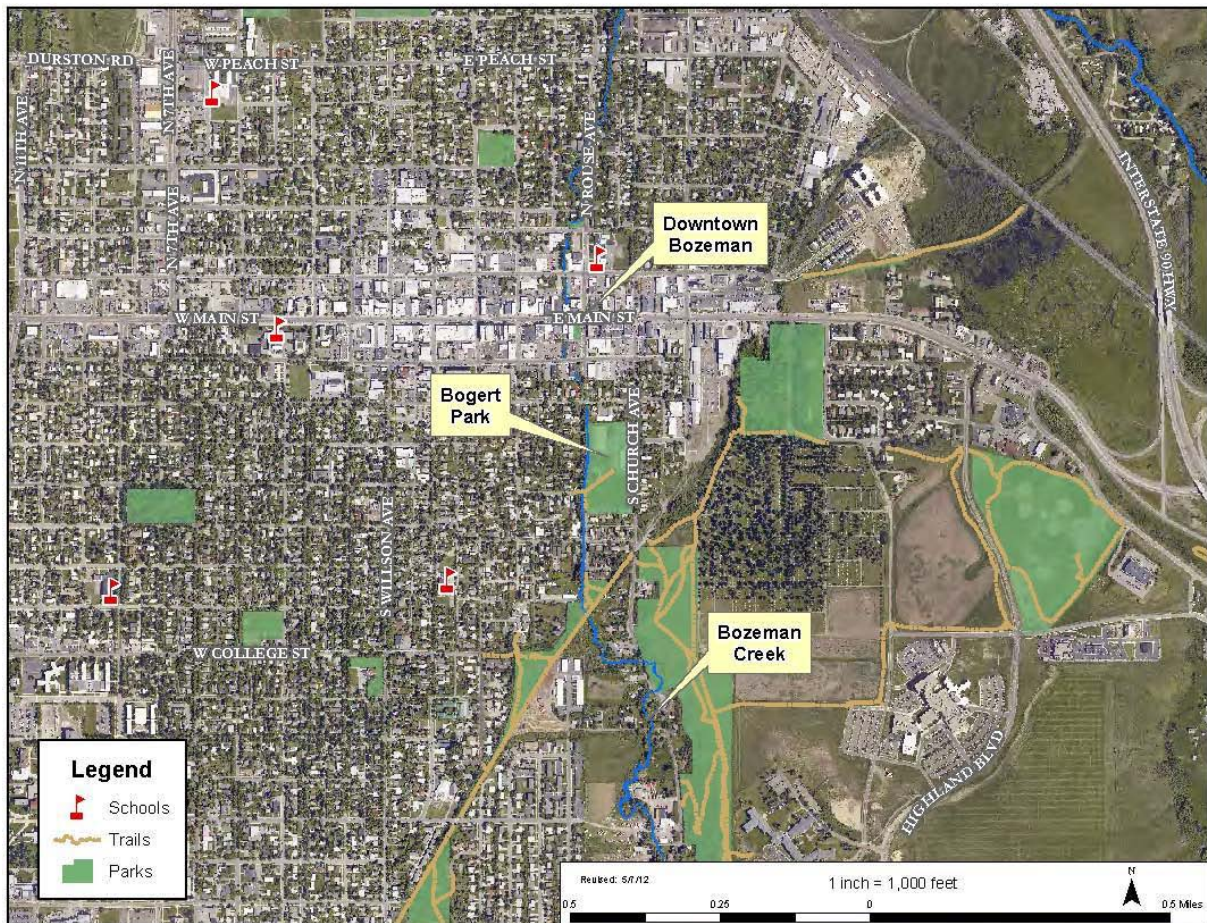 DURSTON RD
N 7TH AVE
W PEACH ST
E PEACH ST
N 11TH AVE
N 7TH AVE
N ROUSE AVE
INTERSTATE 90 HWY
Downtown
Bozeman
W MAIN ST
E MAIN ST
Bogert
Park
S CHURCH AVE
S WILLSON AVE
W COLLEGE ST
Bozeman
Creek
HIGHLAND BLVD
Legend
Schools
Trails
Parks
Revised: 5/7/12
1 inch = 1,000 feet
N
0.5
0.25
0
0.5 Miles